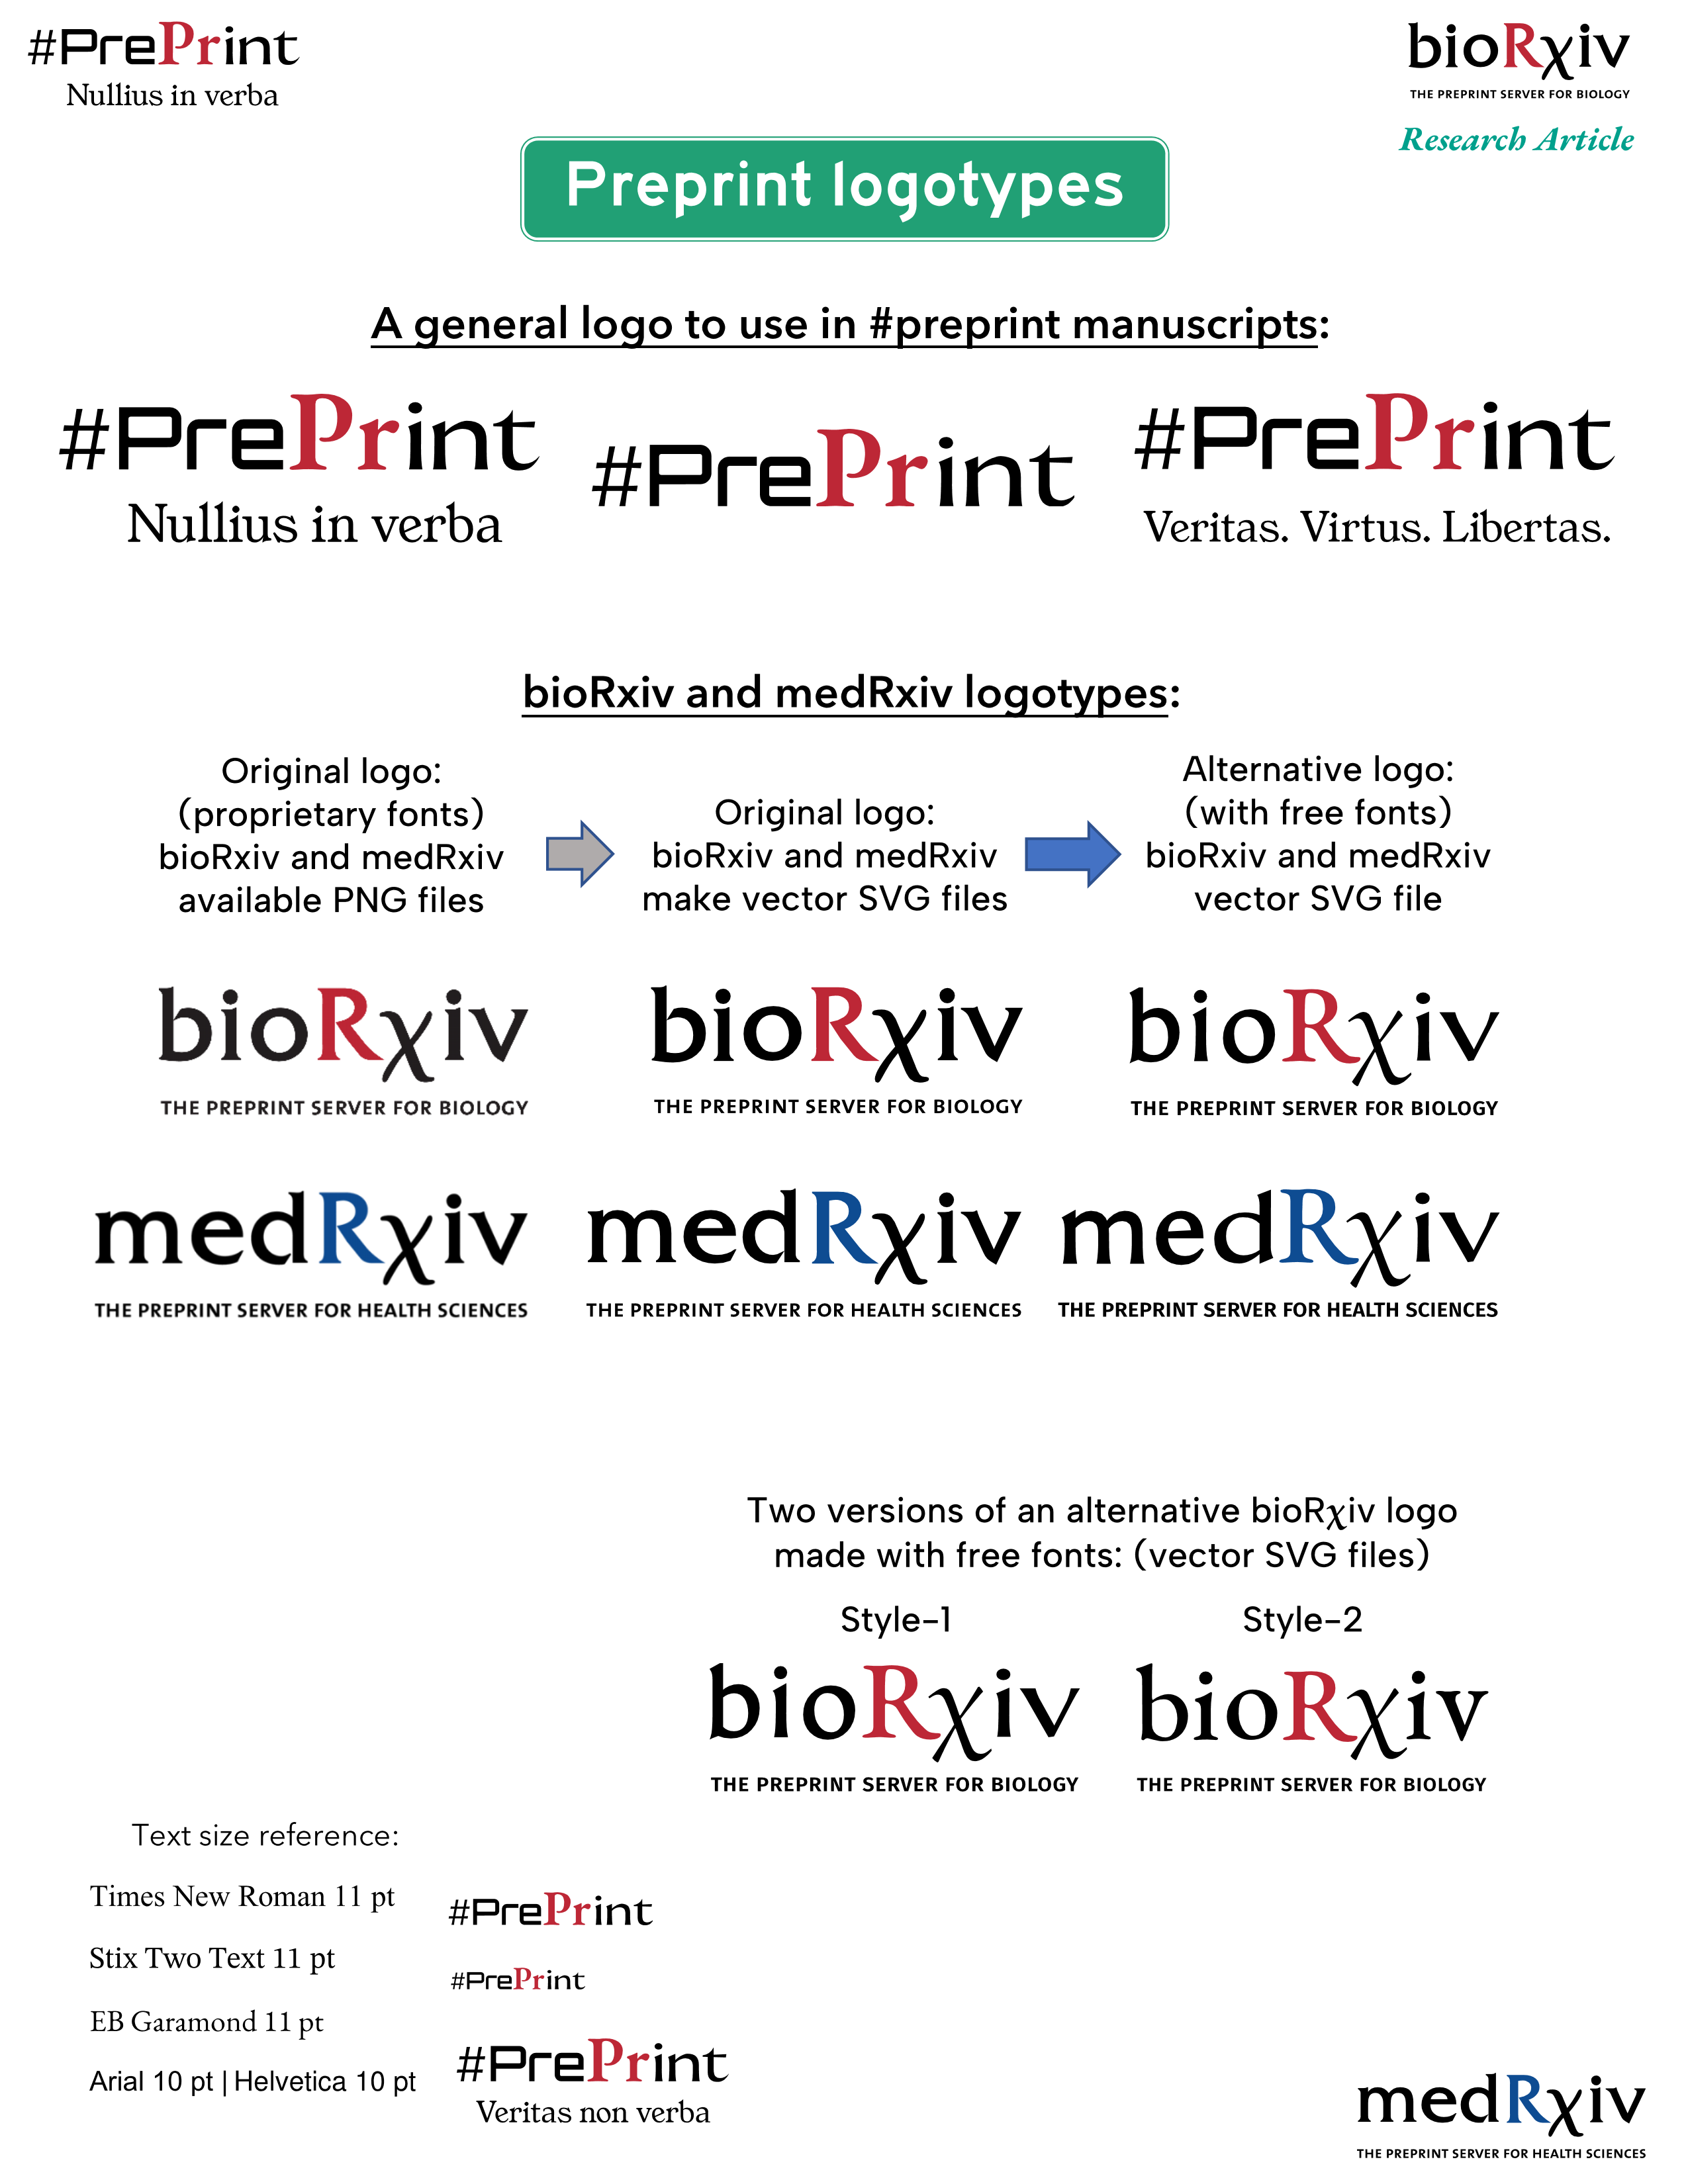 #PrePrint
Nullius in verba
bioRχiv
THE PREPRINT SERVER FOR BIOLOGY
Research Article
Preprint logotypes
A general logo to use in #preprint manuscripts:
#PrePrint
Nullius in verba
#PrePrint
#PrePrint
Veritas. Virtus. Libertas.
bioRxiv and medRxiv logotypes:
Original logo:
(proprietary fonts)
bioRxiv and medRxiv
available PNG files
Original logo:
bioRxiv and medRxiv
make vector SVG files
Alternative logo:
(with free fonts)
bioRxiv and medRxiv
vector SVG file
bioRχiv
THE PREPRINT SERVER FOR BIOLOGY
bioRχiv
THE PREPRINT SERVER FOR BIOLOGY
bioRχiv
THE PREPRINT SERVER FOR BIOLOGY
medRχiv
THE PREPRINT SERVER FOR HEALTH SCIENCES
medRχiv
THE PREPRINT SERVER FOR HEALTH SCIENCES
medRχiv
THE PREPRINT SERVER FOR HEALTH SCIENCES
Two versions of an alternative bioRχiv logo
made with free fonts: (vector SVG files)
Style-1
bioRχiv
THE PREPRINT SERVER FOR BIOLOGY
Style-2
bioRχiv
THE PREPRINT SERVER FOR BIOLOGY
Text size reference:
Times New Roman 11 pt
Stix Two Text 11 pt
EB Garamond 11 pt
Arial 10 pt | Helvetica 10 pt
#PrePrint
#PrePrint
#PrePrint
Veritas non verba
medRχiv
THE PREPRINT SERVER FOR HEALTH SCIENCES